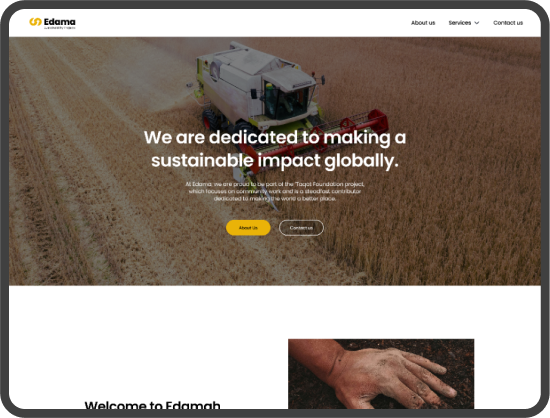 Edama
About us
Services
Contact us
We are dedicated to making a
sustainable impact globally.
At Edama, we are proud to be part of the Taqat Foundation project,
which focuses on community work and is a steadfast contributor
dedicated to making the world a better place.
About Us
Contact us
Welcome to Edamah